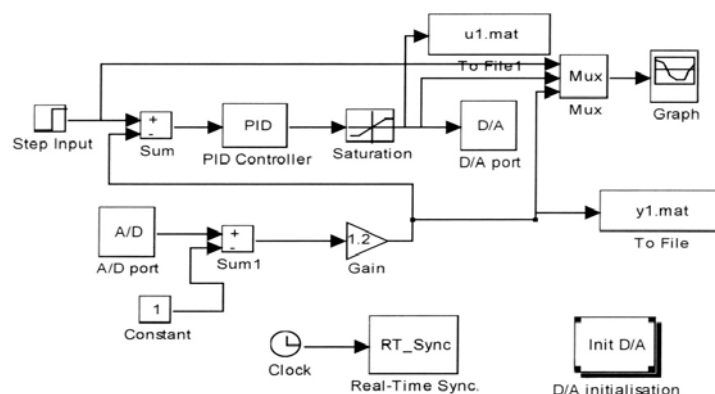 u1.mat
To File1
Mux
Mux
Graph
Step Input
+
-
Sum
PID
PID Controller
Saturation
D/A
D/A port
A/D
A/D port
+
-
Sum1
1.2
Gain
y1.mat
To File
1
Constant
Clock
RT_Sync
Real-Time Sync.
Init D/A
D/A initialisation